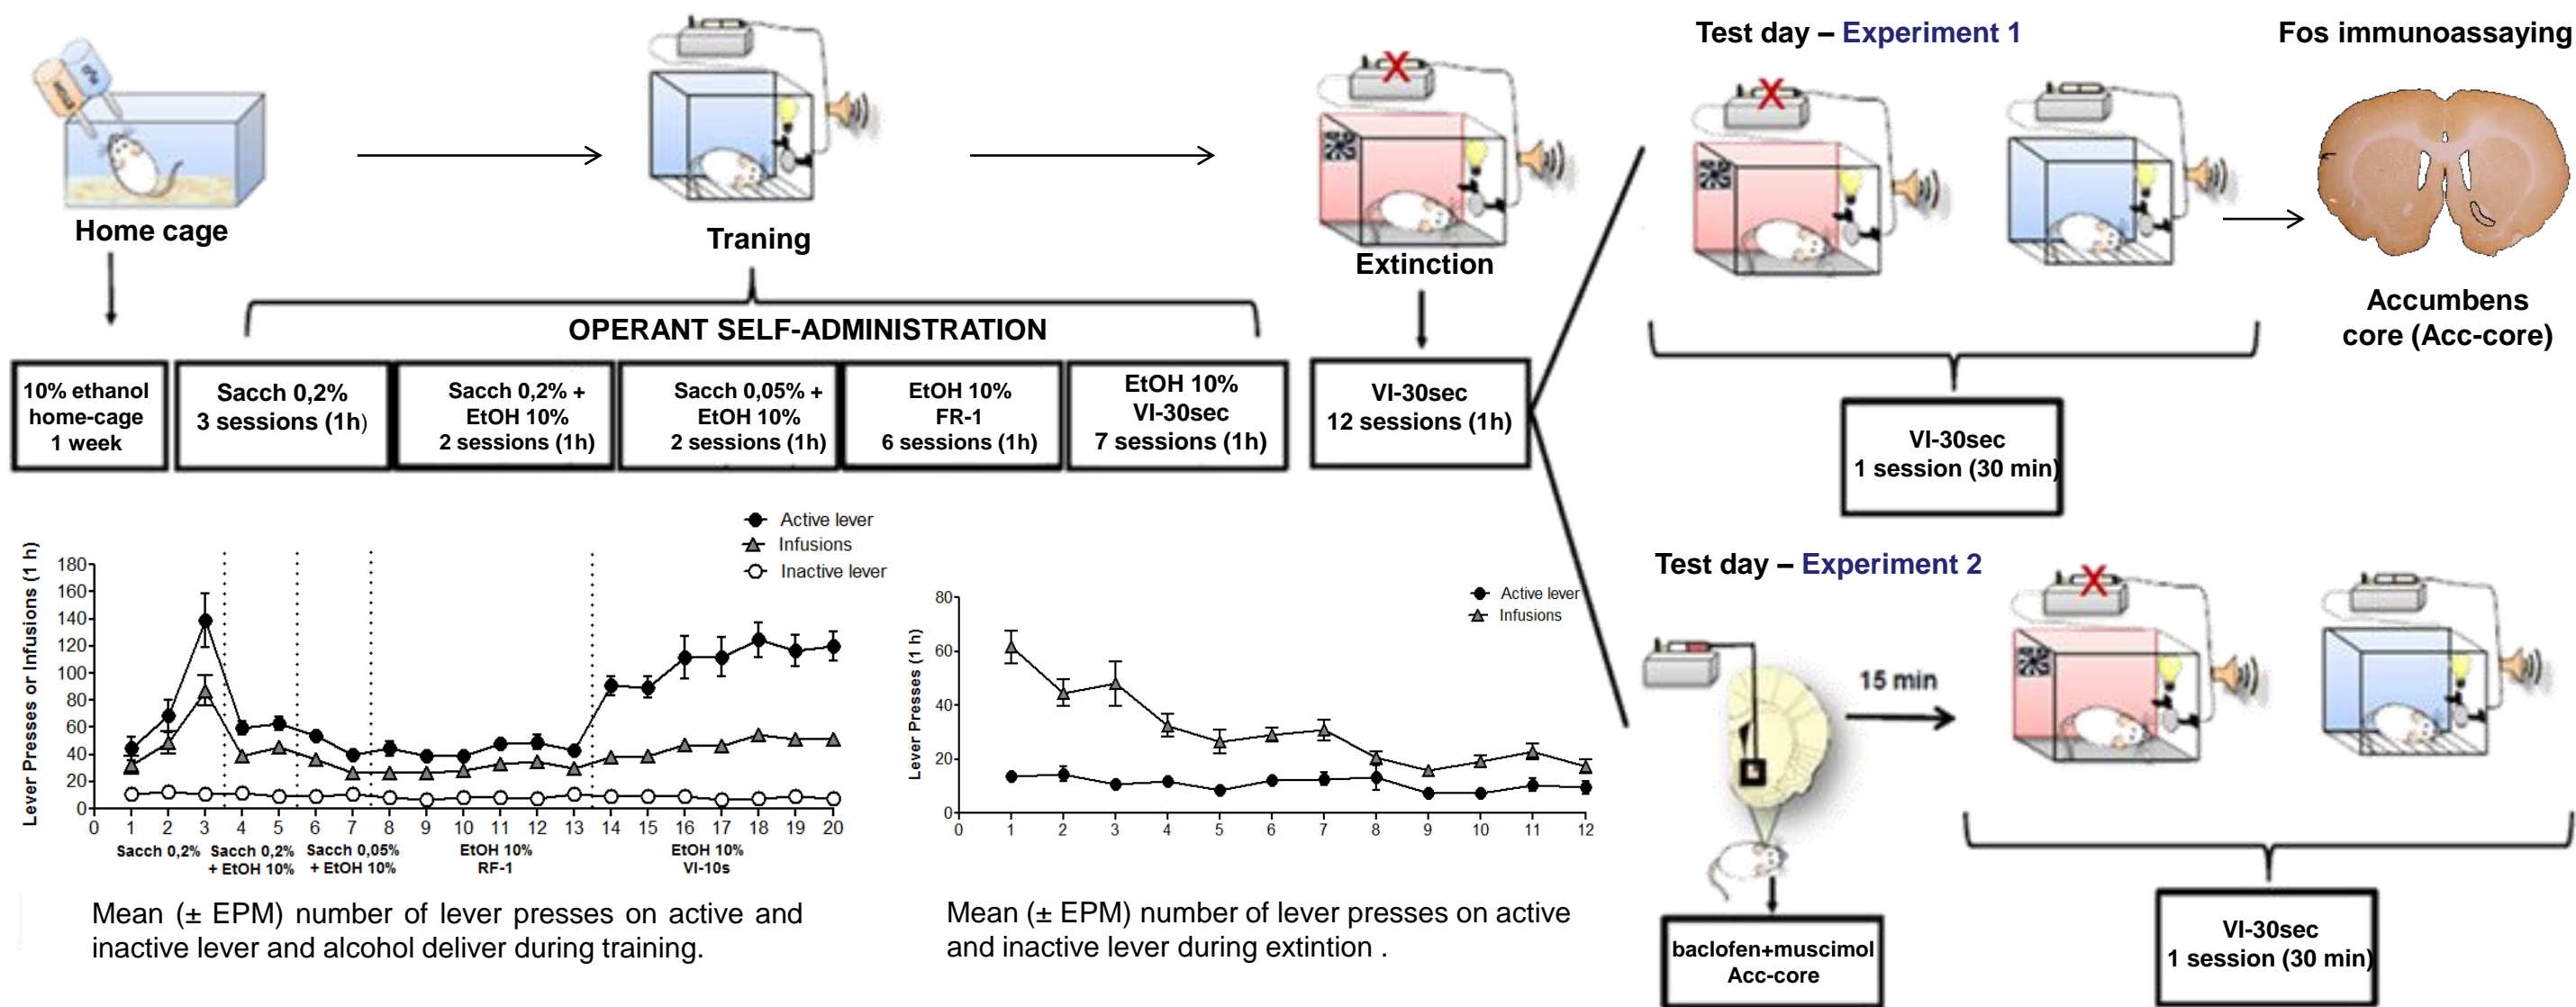 Test day – Experiment 1
Fos immunoassaying
Home cage
Traning
Extinction
Accumbens
core (Acc-core)
OPERANT SELF-ADMINISTRATION
10% ethanol
home-cage
1 week
Sacch 0,2%
3 sessions (1h)
Sacch 0,2% +
EtOH 10%
2 sessions (1h)
Sacch 0,05% +
EtOH 10%
2 sessions (1h)
EtOH 10%
FR-1
6 sessions (1h)
EtOH 10%
VI-30sec
7 sessions (1h)
VI-30sec
12 sessions (1h)
VI-30sec
1 session (30 min)
Active lever
Infusions
Inactive lever
Lever Presses or Infusions (1 h)
180
160
140
120
100
80
60
40
20
0
0 1 2 3 4 5 6 7 8 9 10 11 12 13 14 15 16 17 18 19 20
Sacch 0,2% Sacch 0,2% Sacch 0,05% EtOH 10% EtOH 10%
+ EtOH 10% + EtOH 10% RF-1 VI-10s
Mean (± EPM) number of lever presses on active and
inactive lever and alcohol deliver during training.
Active lever
Infusions
Lever Presses (1 h)
80
60
40
20
0
0 1 2 3 4 5 6 7 8 9 10 11 12
Mean (± EPM) number of lever presses on active
and inactive lever during extintion .
Test day – Experiment 2
15 min
baclofen+muscimol
Acc-core
VI-30sec
1 session (30 min)